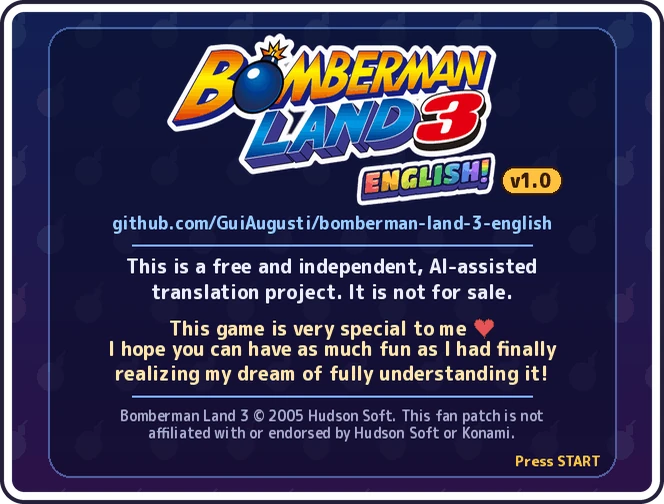 BOMBERMAN
LAND 3
ENGLISH! v1.0
github.com/GuiAugusti/bomberman-land-3-english
This is a free and independent, AI-assisted
translation project. It is not for sale.
This game is very special to me ❤
I hope you can have as much fun as I had finally
realizing my dream of fully understanding it!
Bomberman Land 3 © 2005 Hudson Soft. This fan patch is not
affiliated with or endorsed by Hudson Soft or Konami.
Press START